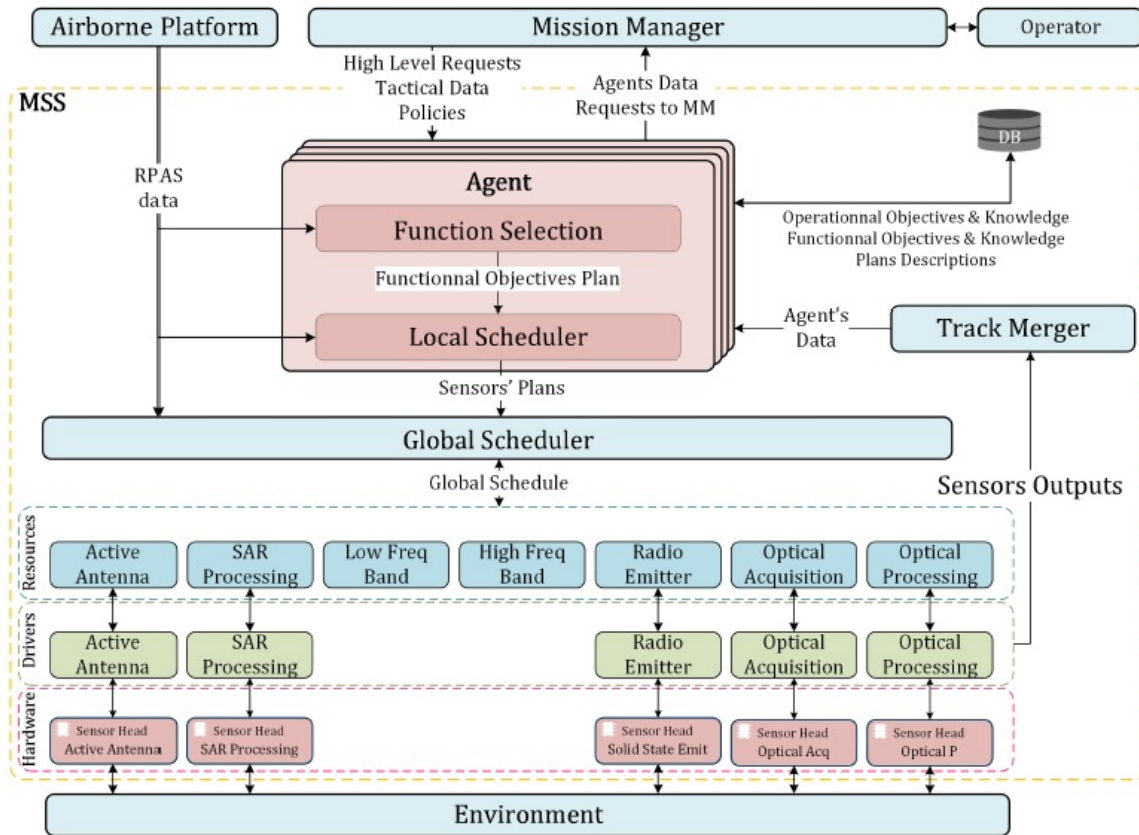 Airborne Platform
Mission Manager
Operator
High Level Requests
Tactical Data
Policies
Agents Data
Requests to MM
MSS
DB
RPAS
data
Agent
Function Selection
Functionnal Objectives Plan
Local Scheduler
Operationnal Objectives & Knowledge
Functionnal Objectives & Knowledge
Plans Descriptions
Agent's
Data
Track Merger
Sensors' Plans
Global Scheduler
Global Schedule
Sensors Outputs
Resources
Active
Antenna
SAR
Processing
Low Freq
Band
High Freq
Band
Radio
Emitter
Optical
Acquisition
Optical
Processing
Drivers
Active
Antenna
SAR
Processing
Radio
Emitter
Optical
Acquisition
Optical
Processing
Hardware
Sensor Head
Active Antenna
Sensor Head
SAR Processing
Sensor Head
Solid State Emit
Sensor Head
Optical Acq
Sensor Head
Optical P
Environment